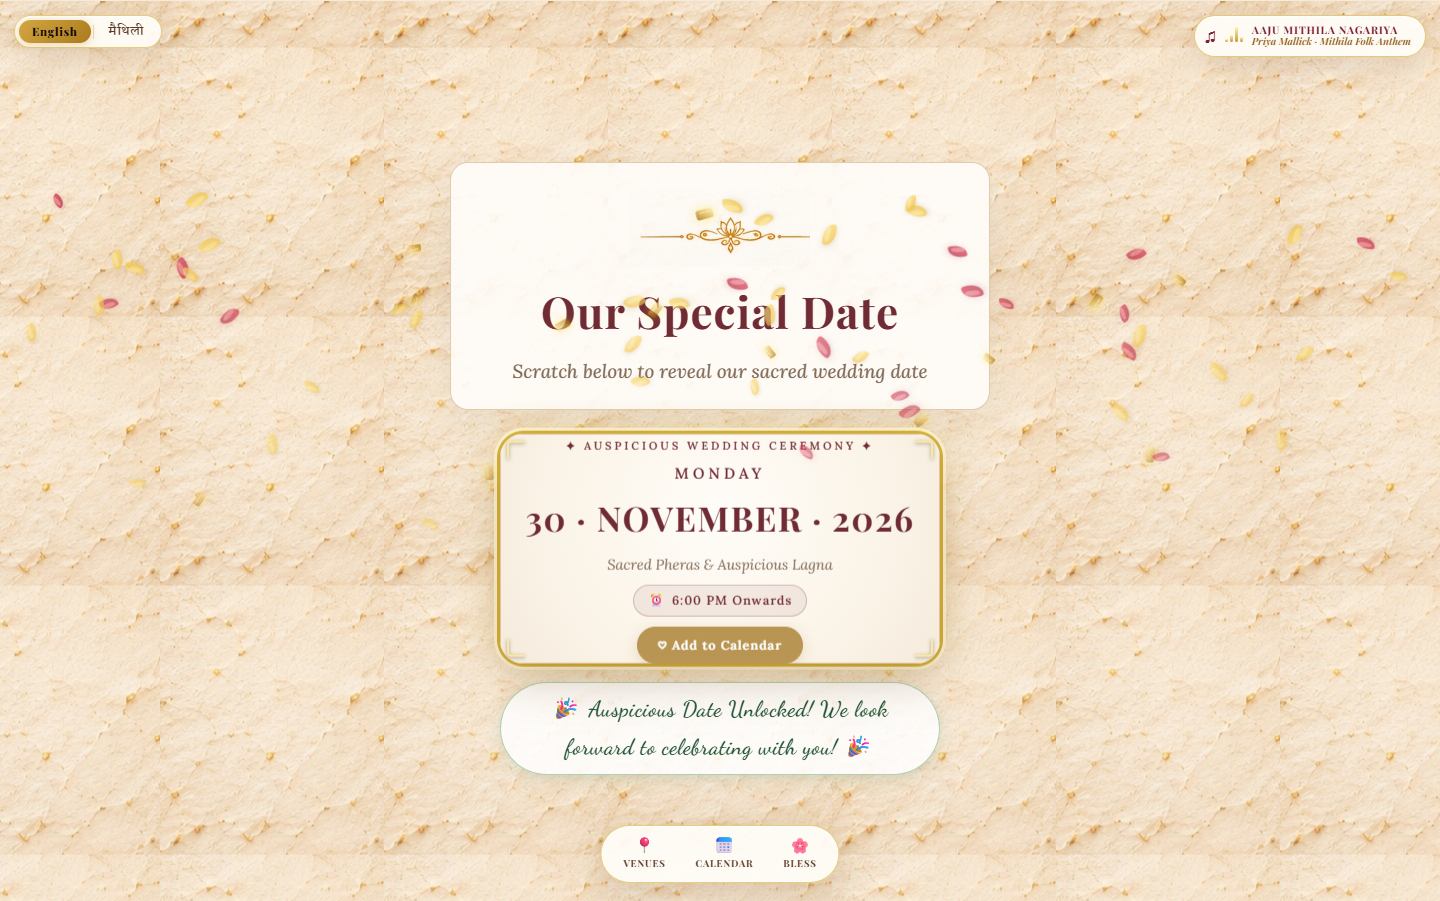 English मैथिली
♫ AAJU MITHILA NAGARIYA
Priya Mallick - Mithila Folk Anthem
Our Special Date
Scratch below to reveal our sacred wedding date
✦ AUSPICIOUS WEDDING CEREMONY ✦
MONDAY
30 · NOVEMBER · 2026
Sacred Pheras & Auspicious Lagna
⏰ 6:00 PM Onwards
♡ Add to Calendar
🎉 Auspicious Date Unlocked! We look
forward to celebrating with you! 🎉
VENUES CALENDAR BLESS